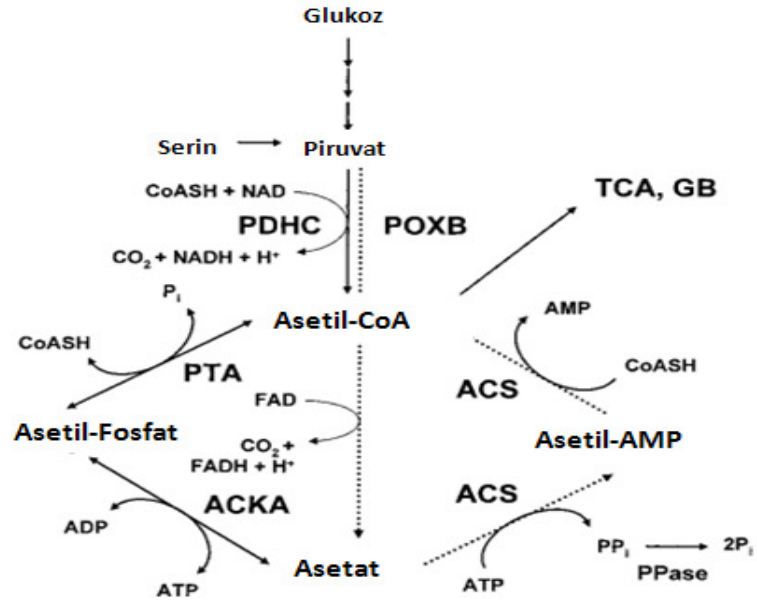 Glukoz
Serin
Piruvat
CoASH + NAD
TCA, GB
PDHC
POXB
CO₂ + NADH + H⁺
Pᵢ
AMP
Asetil-CoA
CoASH
CoASH
PTA
ACS
FAD
Asetil-Fosfat
Asetil-AMP
CO₂ +
FADH + H⁺
ACKA
ACS
ADP
PPᵢ
2Pᵢ
Asetat
PPase
ATP
ATP